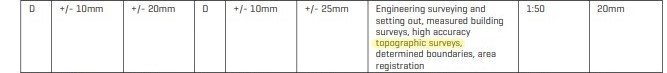 D +/- 10mm +/- 20mm D +/- 10mm +/- 25mm Engineering surveying and 1:50 20mm
setting out, measured building
surveys, high accuracy
topographic surveys,
determined boundaries, area
registration